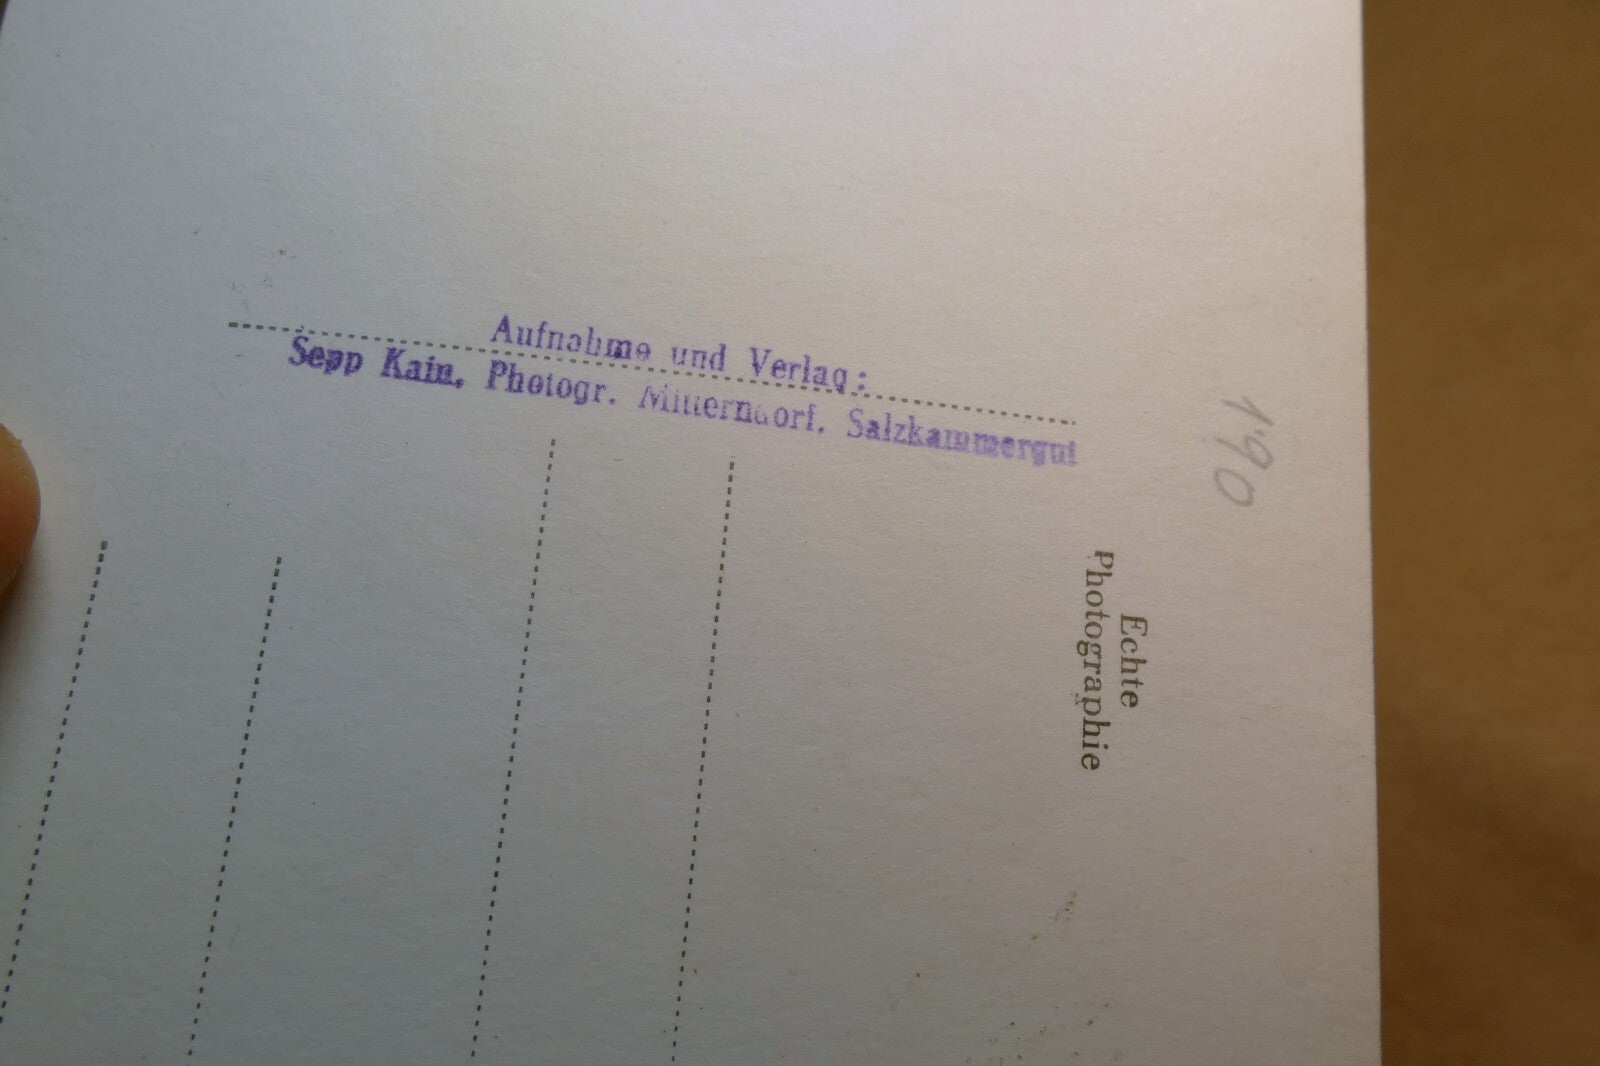 Aufnahme und Verlag:
Sepp Kain, Photogr. Mitterndorf, Salzkammergut
Echte
Photographie
190